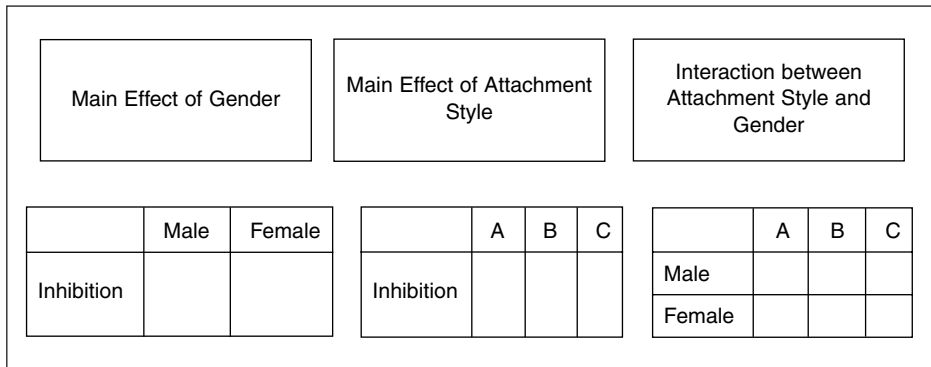 Main Effect of Gender
Main Effect of Attachment
Style
Interaction between
Attachment Style and
Gender
Male Female
Inhibition
A B C
Inhibition
A B C
Male
Female